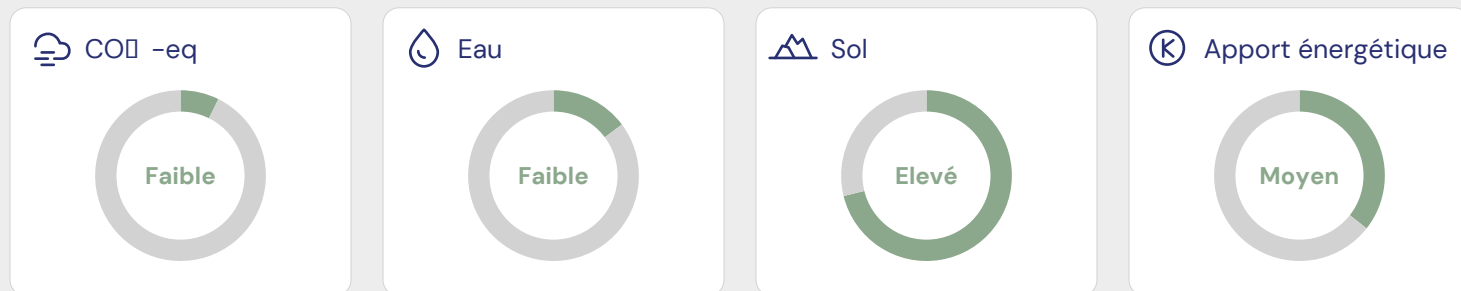 CO▯ -eq
Faible
Eau
Faible
Sol
Elevé
Apport énergétique
Moyen